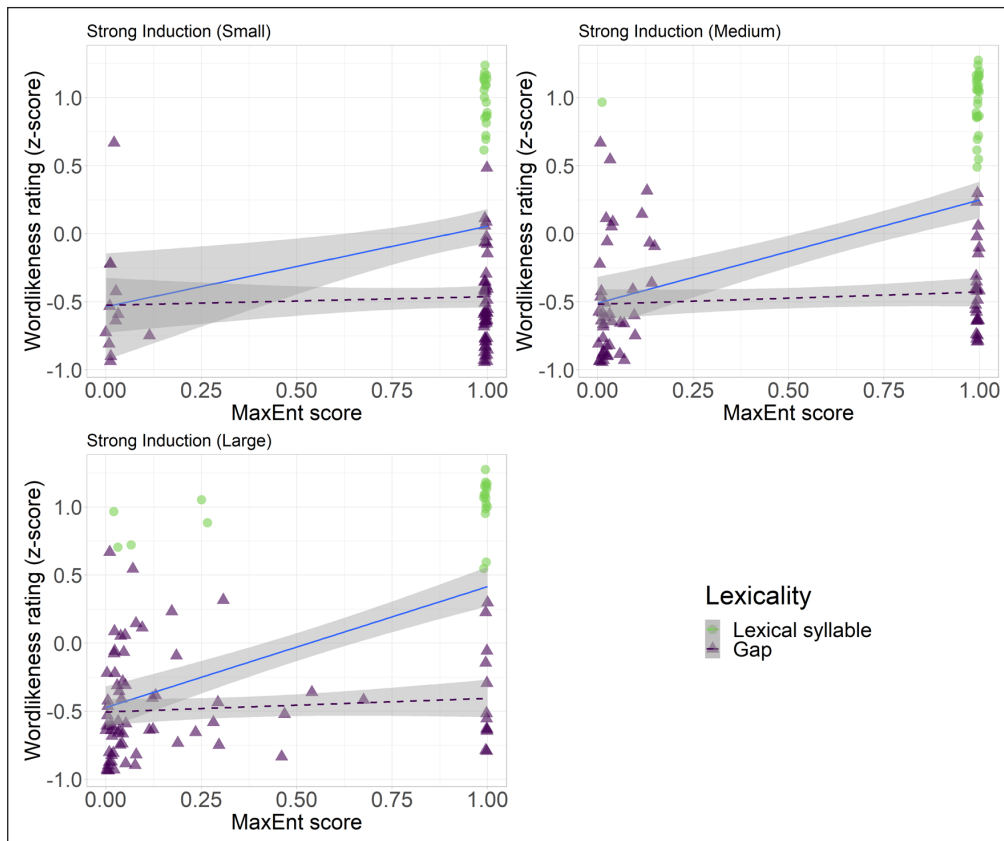 Strong Induction (Small)
Wordlikeness rating (z-score)
1.0
0.5
0.0
-0.5
-1.0
0.00 0.25 0.50 0.75 1.00
MaxEnt score
Strong Induction (Medium)
Wordlikeness rating (z-score)
1.0
0.5
0.0
-0.5
-1.0
0.00 0.25 0.50 0.75 1.00
MaxEnt score
Strong Induction (Large)
Wordlikeness rating (z-score)
1.0
0.5
0.0
-0.5
-1.0
0.00 0.25 0.50 0.75 1.00
MaxEnt score
Lexicality
Lexical syllable
Gap